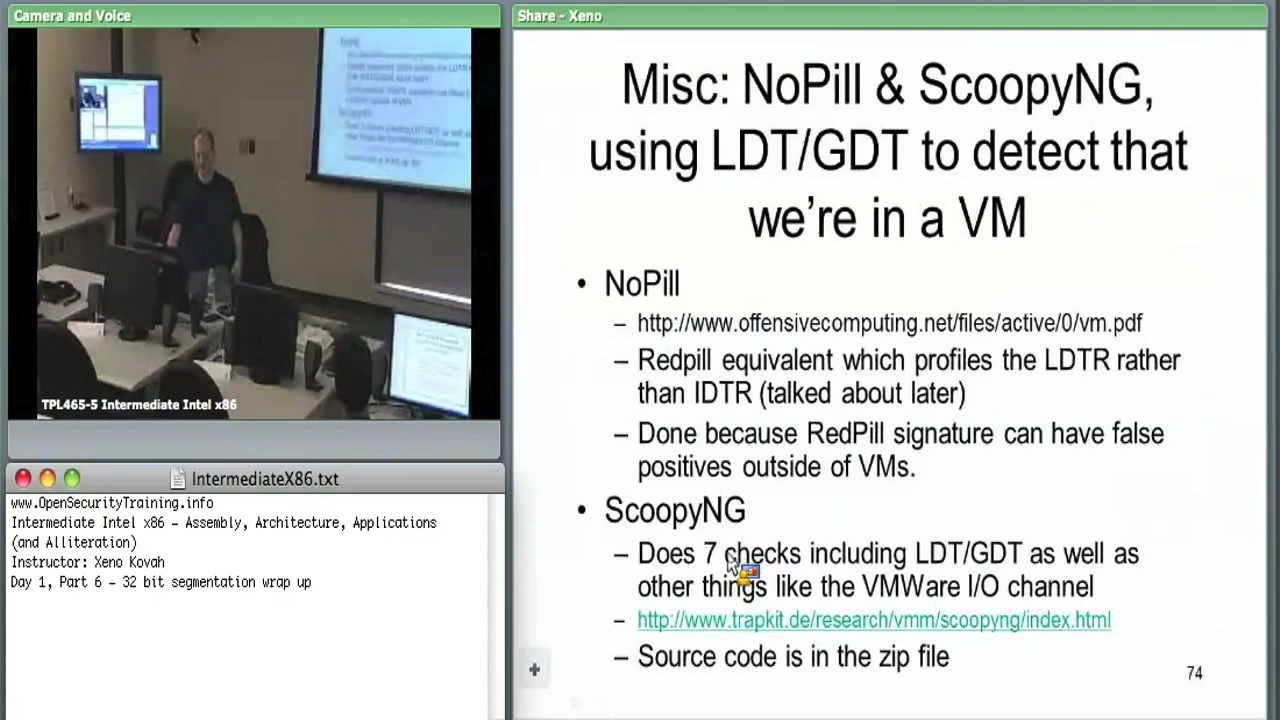 Camera and Voice
TPL465-5 Intermediate Intel x86
IntermediateX86.txt
www.OpenSecurityTraining.info
Intermediate Intel x86 – Assembly, Architecture, Applications
(and Alliteration)
Instructor: Xeno Kovah
Day 1, Part 6 – 32 bit segmentation wrap up
Share - Xeno
Misc: NoPill & ScoopyNG,
using LDT/GDT to detect that
we're in a VM
• NoPill
– http://www.offensivecomputing.net/files/active/0/vm.pdf
– Redpill equivalent which profiles the LDTR rather
than IDTR (talked about later)
– Done because RedPill signature can have false
positives outside of VMs.
• ScoopyNG
– Does 7 checks including LDT/GDT as well as
other things like the VMWare I/O channel
– http://www.trapkit.de/research/vmm/scoopyng/index.html
– Source code is in the zip file
74